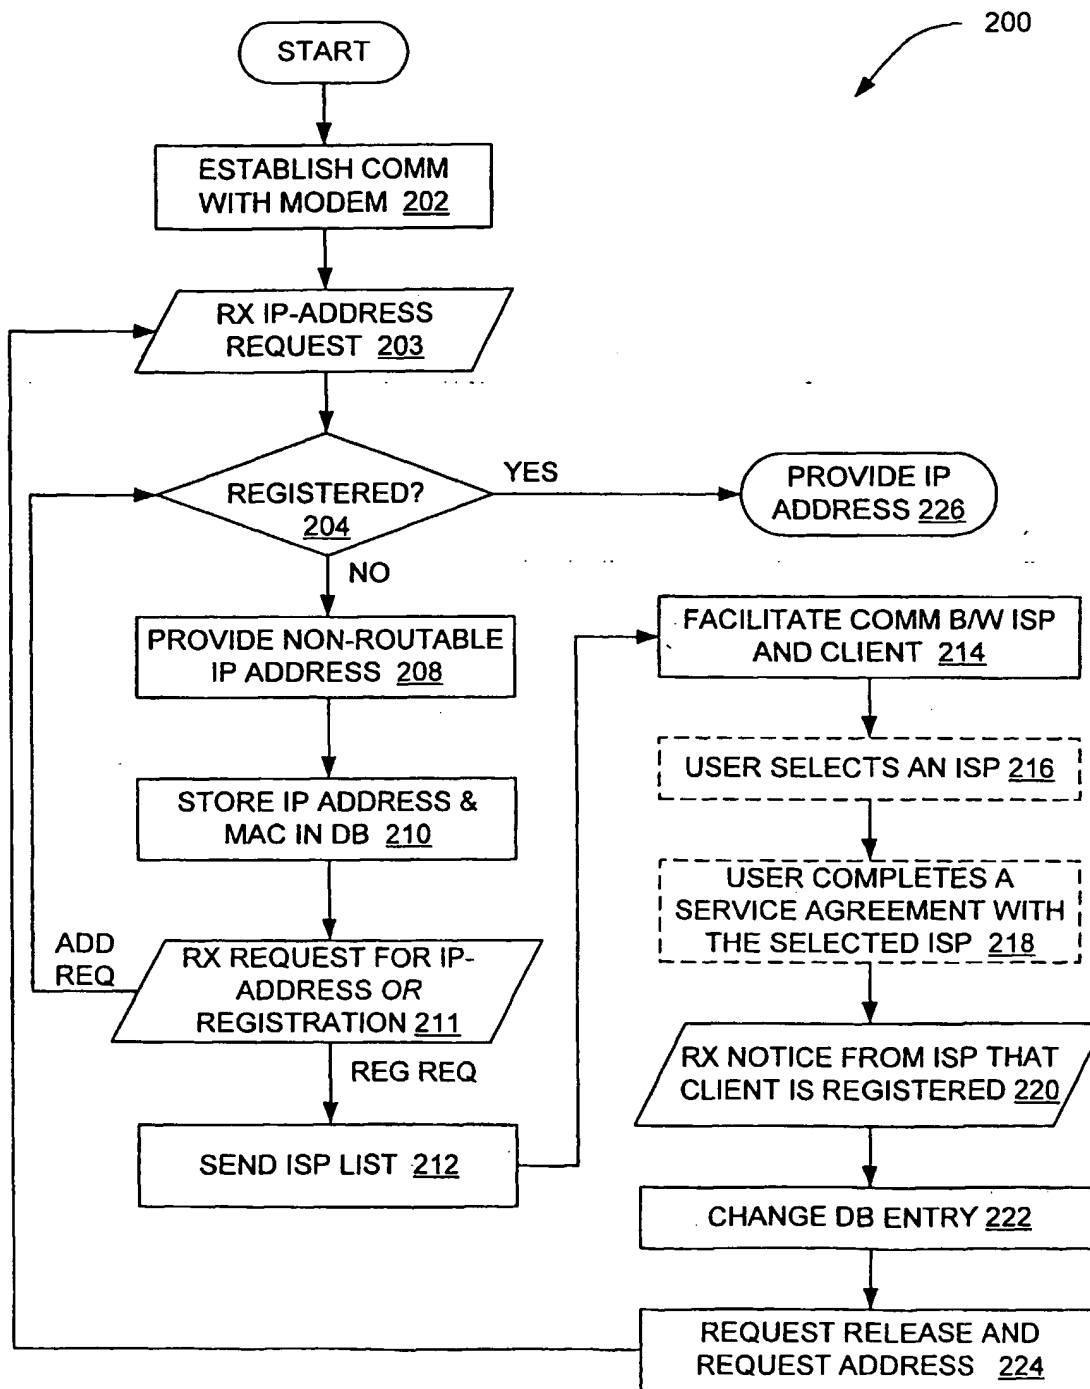 200
START
ESTABLISH COMM
WITH MODEM 202
RX IP-ADDRESS
REQUEST 203
REGISTERED?
204
YES
PROVIDE IP
ADDRESS 226
NO
PROVIDE NON-ROUTABLE
IP ADDRESS 208
STORE IP ADDRESS &
MAC IN DB 210
ADD
REQ
RX REQUEST FOR IP-
ADDRESS OR
REGISTRATION 211
REG REQ
SEND ISP LIST 212
FACILITATE COMM B/W ISP
AND CLIENT 214
USER SELECTS AN ISP 216
USER COMPLETES A
SERVICE AGREEMENT WITH
THE SELECTED ISP 218
RX NOTICE FROM ISP THAT
CLIENT IS REGISTERED 220
CHANGE DB ENTRY 222
REQUEST RELEASE AND
REQUEST ADDRESS 224